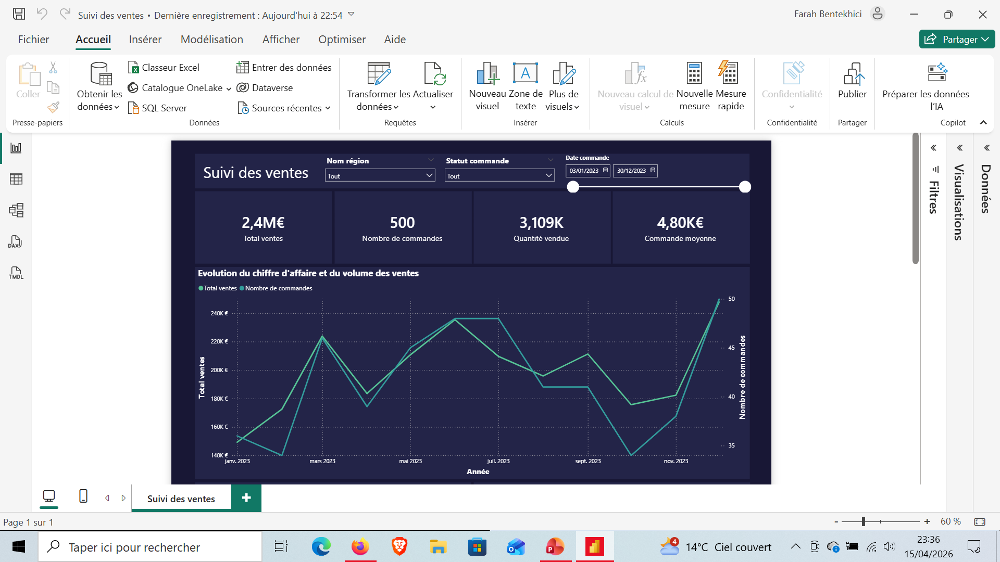 Suivi des ventes • Dernière enregistrement : Aujourd'hui à 22:54
Farah Bentekhici
Fichier
Accueil
Insérer
Modélisation
Afficher
Optimiser
Aide
Partager
Coller
Presse-papiers
Obtenir les données
Classeur Excel
Catalogue OneLake
SQL Server
Entrer des données
Dataverse
Sources récentes
Données
Transformer les données
Actualiser
Requêtes
Nouveau visuel
Zone de texte
Plus de visuels
Insérer
Nouveau calcul de visuel
Nouvelle mesure
Mesure rapide
Calculs
Confidentialité
Confidentialité
Publier
Partager
Préparer les données l'IA
Copilot
DAX
TMDL
Suivi des ventes
Nom région
Tout
Statut commande
Tout
Date commande
03/01/2023
30/12/2023
2,4M€
Total ventes
500
Nombre de commandes
3,109K
Quantité vendue
4,80K€
Commande moyenne
Evolution du chiffre d'affaire et du volume des ventes
Total ventes
Nombre de commandes
240K €
220K €
200K €
180K €
160K €
140K €
Total ventes
50
45
40
35
Nombre de commandes
janv. 2023
mars 2023
mai 2023
juil. 2023
sept. 2023
nov. 2023
Année
Filtres
Visualisations
Données
Suivi des ventes
+
Page 1 sur 1
- + 60 %
Taper ici pour rechercher
4
14°C Ciel couvert
23:36
15/04/2026